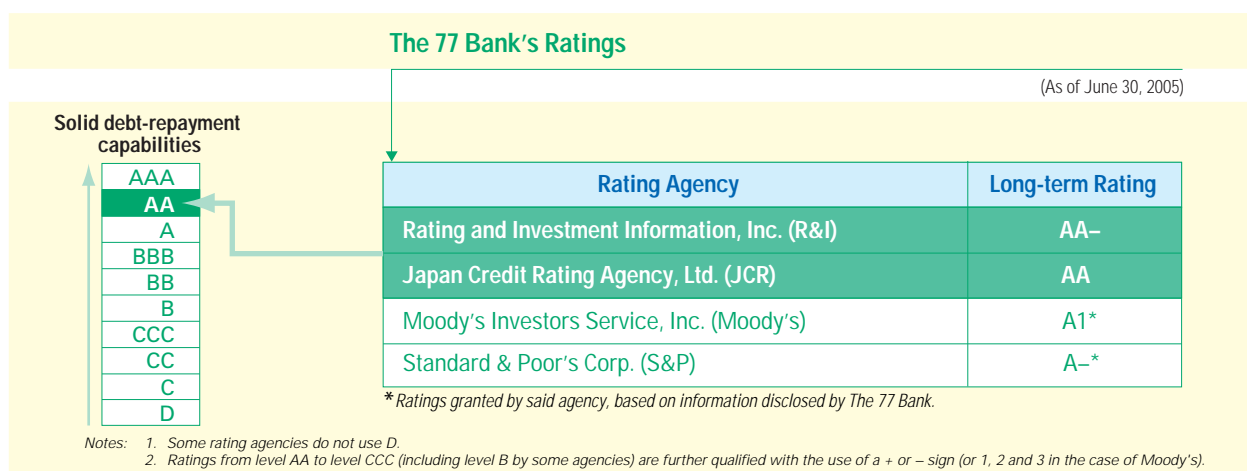 The 77 Bank's Ratings
(As of June 30, 2005)
Solid debt-repayment
capabilities
AAA
AA
A
BBB
BB
B
CCC
CC
C
D
Rating Agency Long-term Rating
Rating and Investment Information, Inc. (R&I) AA–
Japan Credit Rating Agency, Ltd. (JCR) AA
Moody's Investors Service, Inc. (Moody's) A1*
Standard & Poor's Corp. (S&P) A–*
* Ratings granted by said agency, based on information disclosed by The 77 Bank.
Notes: 1. Some rating agencies do not use D.
2. Ratings from level AA to level CCC (including level B by some agencies) are further qualified with the use of a + or – sign (or 1, 2 and 3 in the case of Moody's).